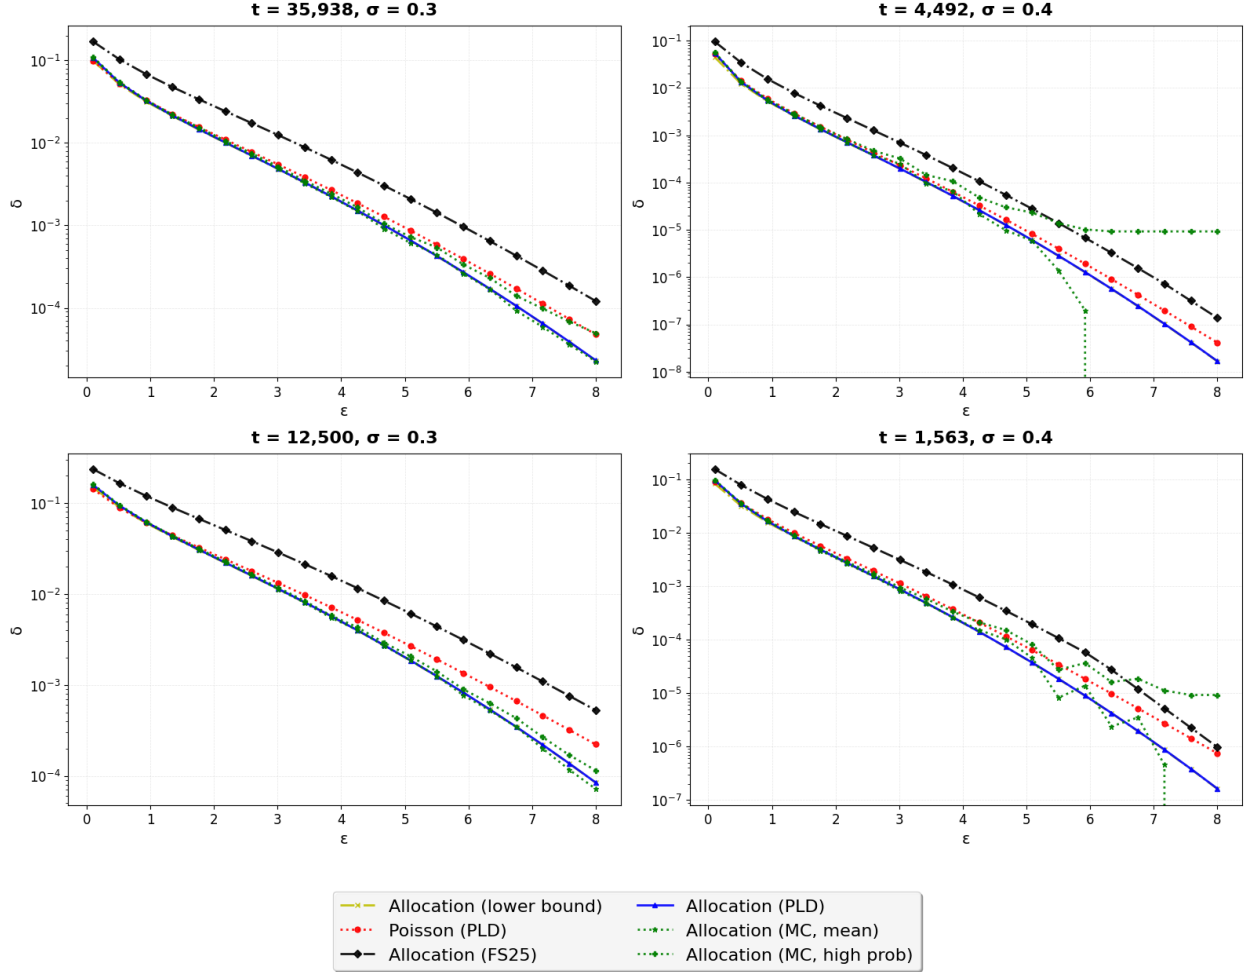 t = 35,938, σ = 0.3
10⁻¹
10⁻²
10⁻³
10⁻⁴
δ
0 1 2 3 4 5 6 7 8
ε
t = 4,492, σ = 0.4
10⁻¹
10⁻²
10⁻³
10⁻⁴
10⁻⁵
10⁻⁶
10⁻⁷
10⁻⁸
δ
0 1 2 3 4 5 6 7 8
ε
t = 12,500, σ = 0.3
10⁻¹
10⁻²
10⁻³
10⁻⁴
δ
0 1 2 3 4 5 6 7 8
ε
t = 1,563, σ = 0.4
10⁻¹
10⁻²
10⁻³
10⁻⁴
10⁻⁵
10⁻⁶
10⁻⁷
δ
0 1 2 3 4 5 6 7 8
ε
Allocation (lower bound)
Poisson (PLD)
Allocation (FS25)
Allocation (PLD)
Allocation (MC, mean)
Allocation (MC, high prob)